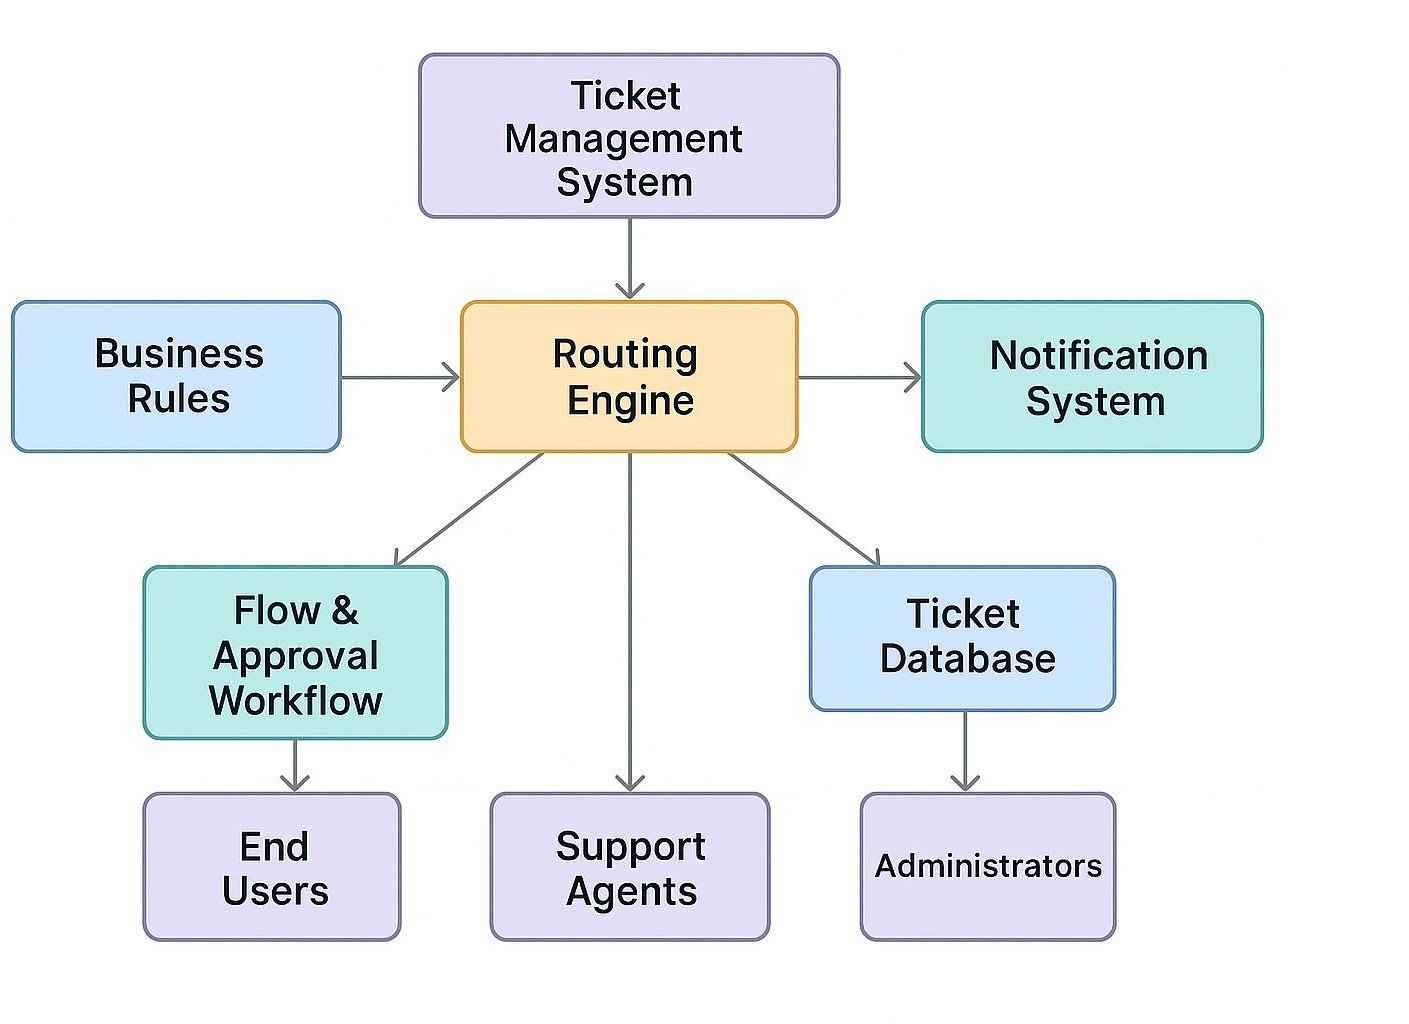 Ticket
Management
System
Business
Rules
Routing
Engine
Notification
System
Flow &
Approval
Workflow
Ticket
Database
End
Users
Support
Agents
Administrators